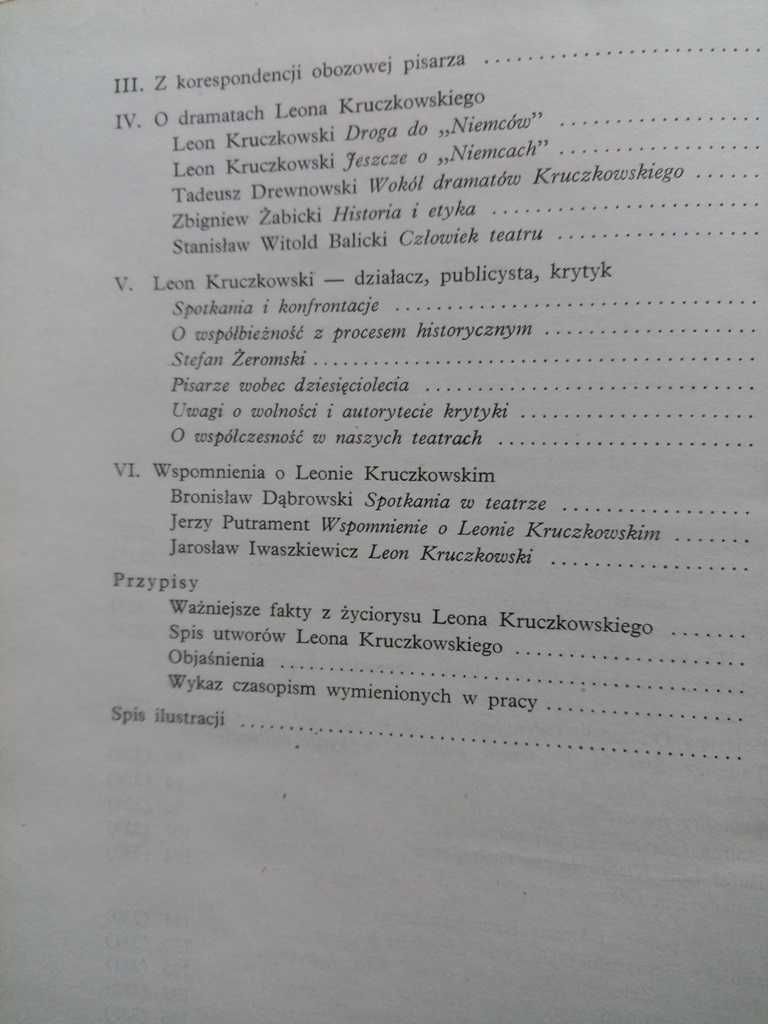 III. Z korespondencji obozowej pisarza ....................
IV. O dramatach Leona Kruczkowskiego
Leon Kruczkowski Droga do „Niemców” ................
Leon Kruczkowski Jeszcze o „Niemcach” ................
Tadeusz Drewnowski Wokół dramatów Kruczkowskiego ......
Zbigniew Żabicki Historia i etyka ....................
Stanisław Witold Balicki Człowiek teatru ................
V. Leon Kruczkowski — działacz, publicysta, krytyk
Spotkania i konfrontacje ............................
O współbieżność z procesem historycznym ................
Stefan Żeromski ..................................
Pisarze wobec dziesięciolecia ..........................
Uwagi o wolności i autorytecie krytyki ..................
O współczesność w naszych teatrach ....................
VI. Wspomnienia o Leonie Kruczkowskim
Bronisław Dąbrowski Spotkania w teatrze ................
Jerzy Putrament Wspomnienie o Leonie Kruczkowskim .......
Jarosław Iwaszkiewicz Leon Kruczkowski ................
Przypisy
Ważniejsze fakty z życiorysu Leona Kruczkowskiego .......
Spis utworów Leona Kruczkowskiego ....................
Objaśnienia ....................................
Wykaz czasopism wymienionych w pracy ................
Spis ilustracji ........................................